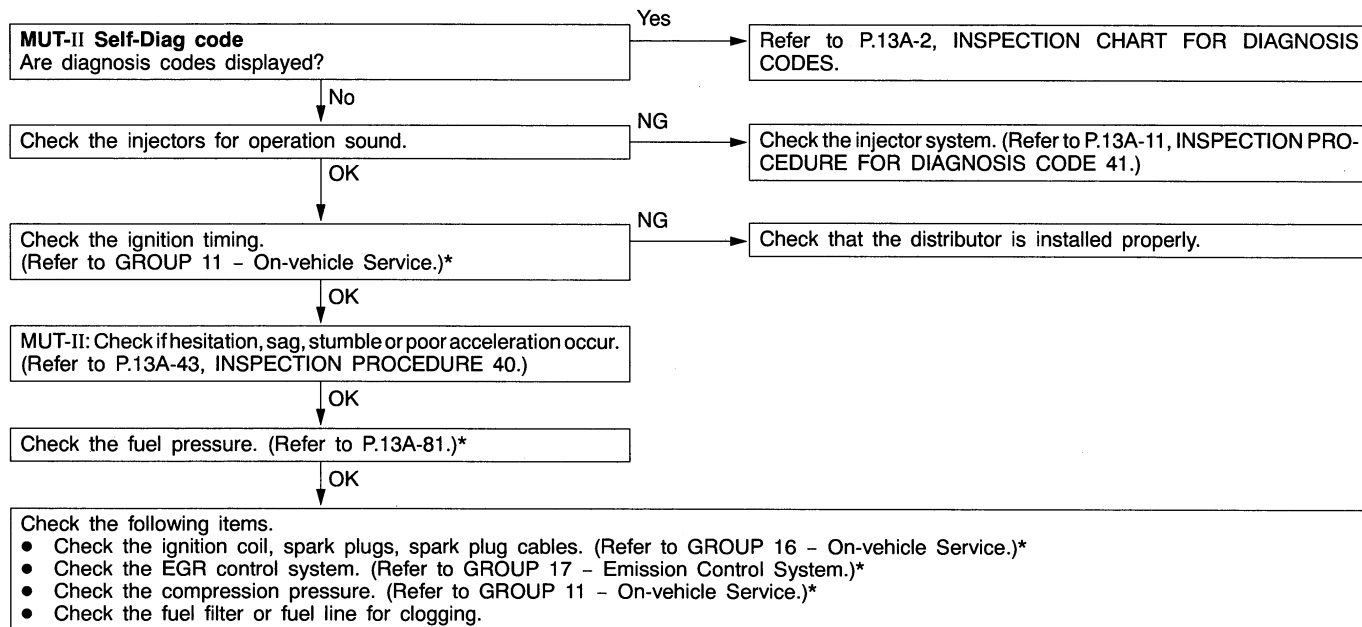 MUT-II Self-Diag code
Are diagnosis codes displayed?
Yes
Refer to P.13A-2, INSPECTION CHART FOR DIAGNOSIS
CODES.
No
Check the injectors for operation sound.
NG
Check the injector system. (Refer to P.13A-11, INSPECTION PRO-
CEDURE FOR DIAGNOSIS CODE 41.)
OK
Check the ignition timing.
(Refer to GROUP 11 – On-vehicle Service.)*
NG
Check that the distributor is installed properly.
OK
MUT-II: Check if hesitation, sag, stumble or poor acceleration occur.
(Refer to P.13A-43, INSPECTION PROCEDURE 40.)
OK
Check the fuel pressure. (Refer to P.13A-81.)*
OK
Check the following items.
● Check the ignition coil, spark plugs, spark plug cables. (Refer to GROUP 16 – On-vehicle Service.)*
● Check the EGR control system. (Refer to GROUP 17 – Emission Control System.)*
● Check the compression pressure. (Refer to GROUP 11 – On-vehicle Service.)*
● Check the fuel filter or fuel line for clogging.